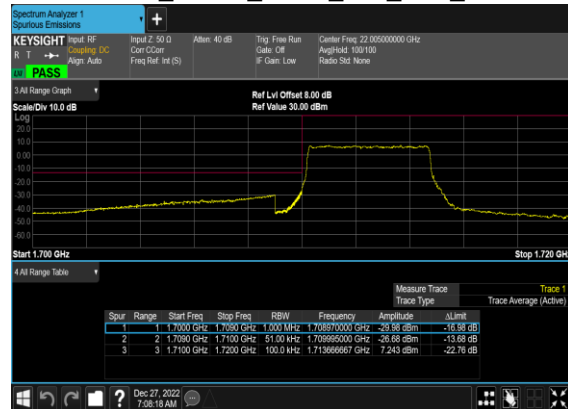 Spectrum Analyzer 1
Spurious Emissions
+
KEYSIGHT Input: RF Input Z: 50 Ω Atten: 40 dB Trig: Free Run Center Freq: 22.005000000 GHz
R T Coupling: DC Corr CCorr Gate: Off Avg|Hold: 100/100
Align: Auto Freq Ref: Int (S) IF Gain: Low Radio Std: None
PASS
3 All Range Graph
Ref Lvl Offset 8.00 dB
Scale/Div 10.0 dB Ref Value 30.00 dBm
Log
20.0
10.0
0.00
-10.0
-20.0
-30.0
-40.0
-50.0
-60.0
Start 1.700 GHz Stop 1.720 GH
4 All Range Table
Measure Trace Trace 1
Trace Type Trace Average (Active)
Spur Range Start Freq Stop Freq RBW Frequency Amplitude ΔLimit
1 1 1.7000 GHz 1.7090 GHz 1.000 MHz 1.708970000 GHz -29.98 dBm -16.98 dB
2 2 1.7090 GHz 1.7100 GHz 51.00 kHz 1.709995000 GHz -26.68 dBm -13.68 dB
3 3 1.7100 GHz 1.7200 GHz 100.0 kHz 1.713666667 GHz 7.243 dBm -22.76 dB
? Dec 27, 2022
7:08:18 AM